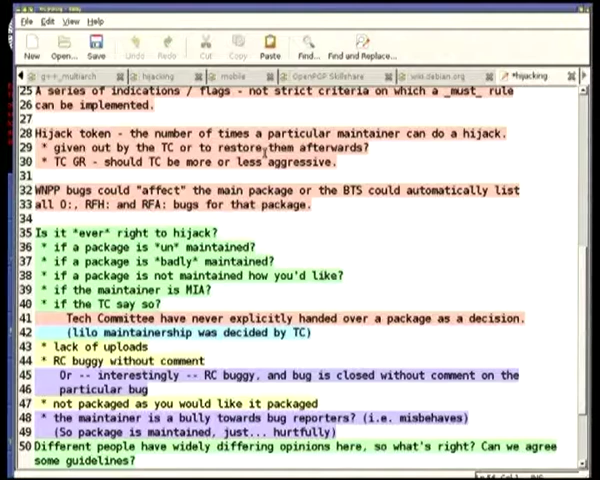 File Edit View Help
New Open... Save Undo Redo Cut Copy Paste Find... Find and Replace...
hijacking mobile OpenPGP Skillshare wiki.debian.org *hijacking
25 A series of indications / flags - not strict criteria on which a _must_ rule
26 can be implemented.
27
28 Hijack token - the number of times a particular maintainer can do a hijack.
29 * given out by the TC or to restore them afterwards?
30 * TC GR - should TC be more or less aggressive.
31
32 WNPP bugs could "affect" the main package or the BTS could automatically list
33 all O:, RFH: and RFA: bugs for that package.
34
35 Is it *ever* right to hijack?
36 * if a package is *un* maintained?
37 * if a package is *badly* maintained?
38 * if a package is not maintained how you'd like?
39 * if the maintainer is MIA?
40 * if the TC say so?
41 Tech Committee have never explicitly handed over a package as a decision.
42 (lilo maintainership was decided by TC)
43 * lack of uploads
44 * RC buggy without comment
45 Or -- interestingly -- RC buggy, and bug is closed without comment on the
46 particular bug
47 * not packaged as you would like it packaged
48 * the maintainer is a bully towards bug reporters? (i.e. misbehaves)
49 (So package is maintained, just... hurtfully)
50 Different people have widely differing opinions here, so what's right? Can we agree
some guidelines?